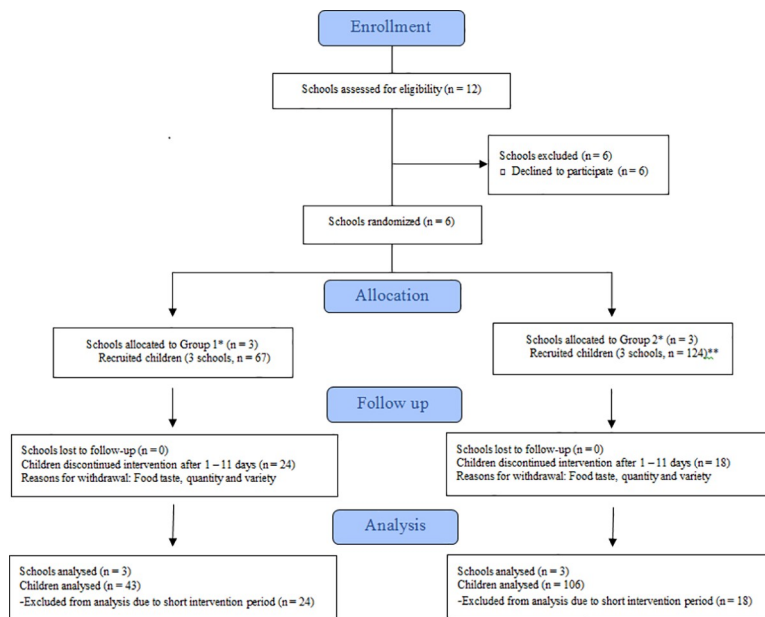 Enrollment
Schools assessed for eligibility (n = 12)
Schools excluded (n = 6)
□ Declined to participate (n = 6)
Schools randomized (n = 6)
Allocation
Schools allocated to Group 1* (n = 3)
Recruited children (3 schools, n = 67)
Schools allocated to Group 2* (n = 3)
Recruited children (3 schools, n = 124)**
Follow up
Schools lost to follow-up (n = 0)
Children discontinued intervention after 1 – 11 days (n = 24)
Reasons for withdrawal: Food taste, quantity and variety
Schools lost to follow-up (n = 0)
Children discontinued intervention after 1 – 11 days (n = 18)
Reasons for withdrawal: Food taste, quantity and variety
Analysis
Schools analysed (n = 3)
Children analysed (n = 43)
-Excluded from analysis due to short intervention period (n = 24)
Schools analysed (n = 3)
Children analysed (n = 106)
-Excluded from analysis due to short intervention period (n = 18)